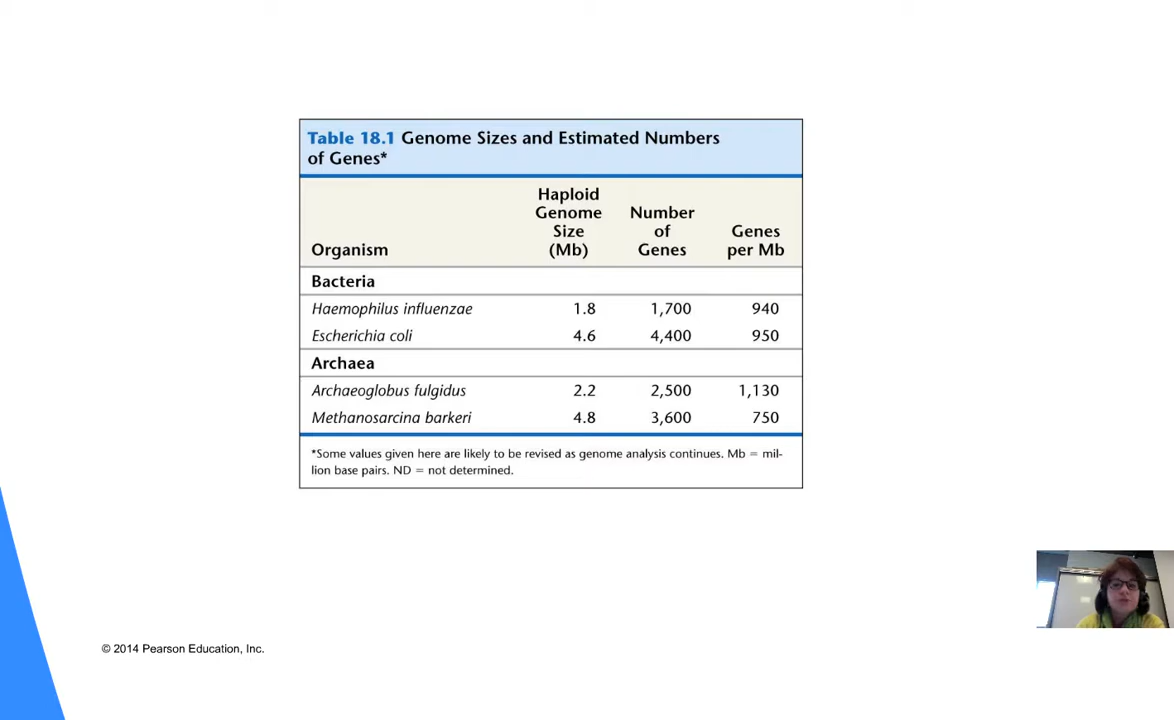 Table 18.1 Genome Sizes and Estimated Numbers
of Genes*
Haploid
Genome
Size
(Mb)
Number
of
Genes
Genes
per Mb
Organism
Bacteria
Haemophilus influenzae 1.8 1,700 940
Escherichia coli 4.6 4,400 950
Archaea
Archaeoglobus fulgidus 2.2 2,500 1,130
Methanosarcina barkeri 4.8 3,600 750
*Some values given here are likely to be revised as genome analysis continues. Mb = mil-
lion base pairs. ND = not determined.
© 2014 Pearson Education, Inc.